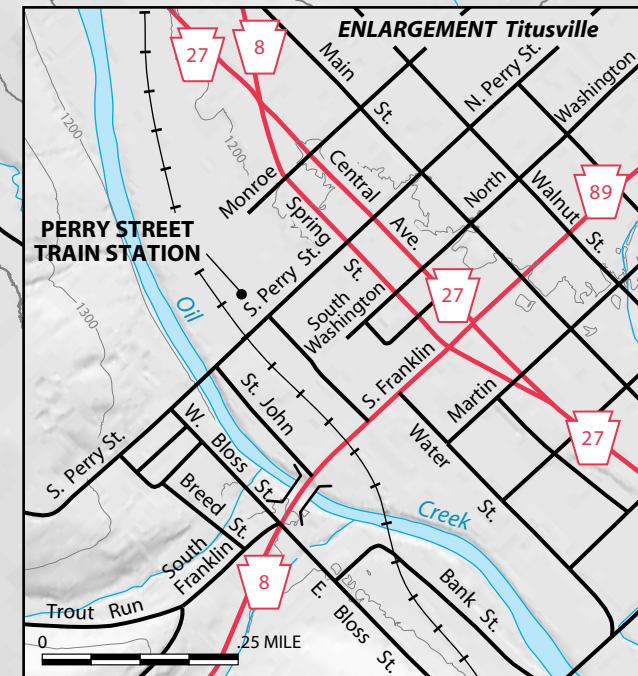 ENLARGEMENT Titusville
27
8
Main
St.
N. Perry St.
Washington
1200
1200
Monroe
Central
Ave.
North
Walnut
St.
89
PERRY STREET
TRAIN STATION
Spring
St.
S. Perry St.
South
Washington
27
1300
Oil
S. Franklin
Martin
27
St. John
Water
St.
S. Perry St.
W. Bloss St.
Breed St.
Creek
South
Franklin
8
E. Bloss St.
Bank St.
Trout Run
0
.25 MILE